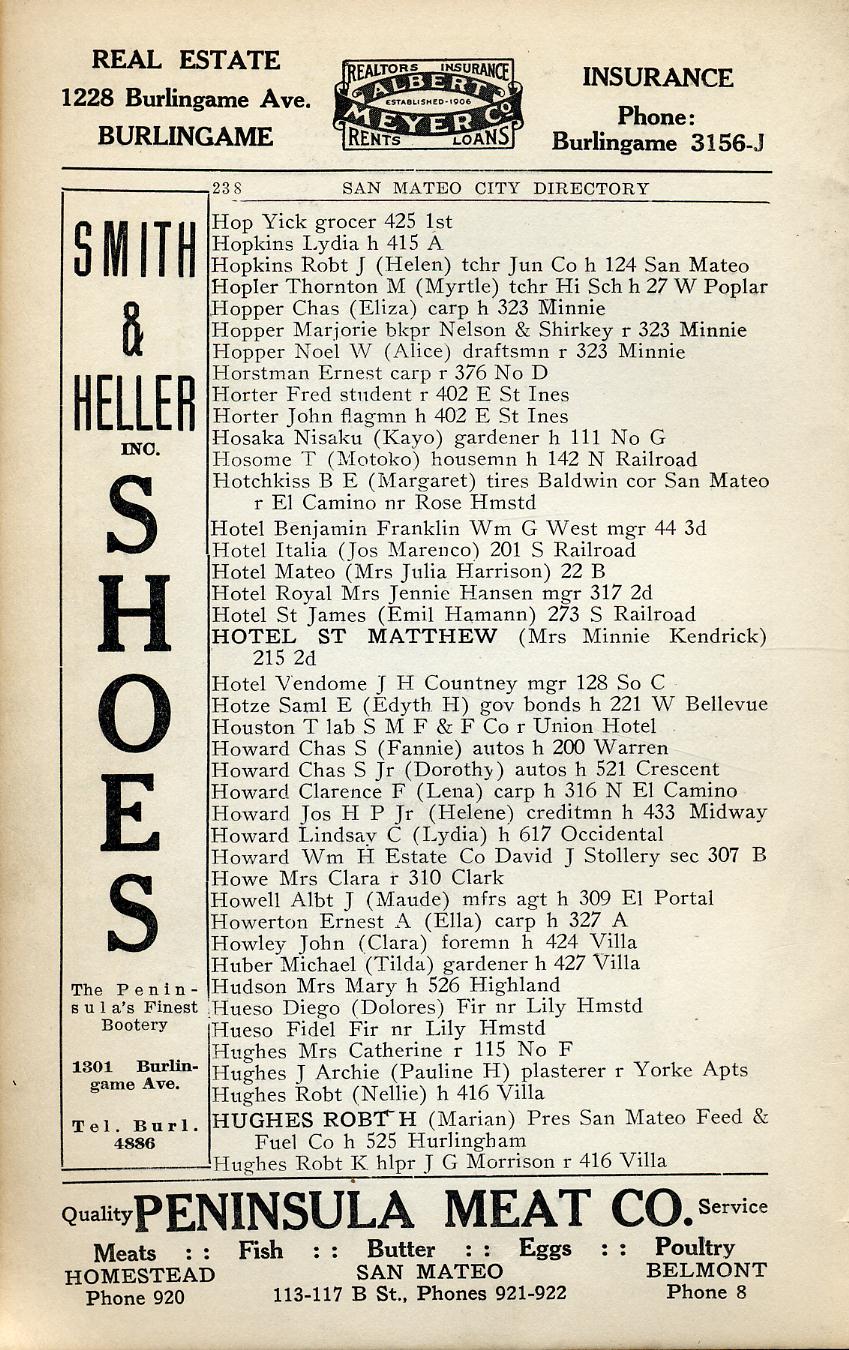 REAL ESTATE
1228 Burlingame Ave.
BURLINGAME
REALTORS INSURANCE
ALBERT
ESTABLISHED-1906
MEYER Co
RENTS LOANS
INSURANCE
Phone:
Burlingame 3156-J
238 SAN MATEO CITY DIRECTORY
SMITH
&
HELLER
INC.
S
H
O
E
S
The Penin-
sula's Finest
Bootery
1301 Burlin-
game Ave.
Tel. Burl.
4886
Hop Yick grocer 425 1st
Hopkins Lydia h 415 A
Hopkins Robt J (Helen) tchr Jun Co h 124 San Mateo
Hopler Thornton M (Myrtle) tchr Hi Sch h 27 W Poplar
Hopper Chas (Eliza) carp h 323 Minnie
Hopper Marjorie bkpr Nelson & Shirkey r 323 Minnie
Hopper Noel W (Alice) draftsmn r 323 Minnie
Horstman Ernest carp r 376 No D
Horter Fred student r 402 E St Ines
Horter John flagmn h 402 E St Ines
Hosaka Nisaku (Kayo) gardener h 111 No G
Hosome T (Motoko) housemn h 142 N Railroad
Hotchkiss B E (Margaret) tires Baldwin cor San Mateo
r El Camino nr Rose Hmstd
Hotel Benjamin Franklin Wm G West mgr 44 3d
Hotel Italia (Jos Marenco) 201 S Railroad
Hotel Mateo (Mrs Julia Harrison) 22 B
Hotel Royal Mrs Jennie Hansen mgr 317 2d
Hotel St James (Emil Hamann) 273 S Railroad
HOTEL ST MATTHEW (Mrs Minnie Kendrick)
215 2d
Hotel Vendome J H Countney mgr 128 So C
Hotze Saml E (Edyth H) gov bonds h 221 W Bellevue
Houston T lab S M F & F Co r Union Hotel
Howard Chas S (Fannie) autos h 200 Warren
Howard Chas S Jr (Dorothy) autos h 521 Crescent
Howard Clarence F (Lena) carp h 316 N El Camino
Howard Jos H P Jr (Helene) creditmn h 433 Midway
Howard Lindsay C (Lydia) h 617 Occidental
Howard Wm H Estate Co David J Stollery sec 307 B
Howe Mrs Clara r 310 Clark
Howell Albt J (Maude) mfrs agt h 309 El Portal
Howerton Ernest A (Ella) carp h 327 A
Howley John (Clara) foremn h 424 Villa
Huber Michael (Tilda) gardener h 427 Villa
Hudson Mrs Mary h 526 Highland
Hueso Diego (Dolores) Fir nr Lily Hmstd
Hueso Fidel Fir nr Lily Hmstd
Hughes Mrs Catherine r 115 No F
Hughes J Archie (Pauline H) plasterer r Yorke Apts
Hughes Robt (Nellie) h 416 Villa
HUGHES ROBT H (Marian) Pres San Mateo Feed &
Fuel Co h 525 Hurlingham
Hughes Robt K hlpr J G Morrison r 416 Villa
Quality PENINSULA MEAT CO. Service
Meats : : Fish : : Butter : : Eggs : : Poultry
HOMESTEAD SAN MATEO BELMONT
Phone 920 113-117 B St., Phones 921-922 Phone 8